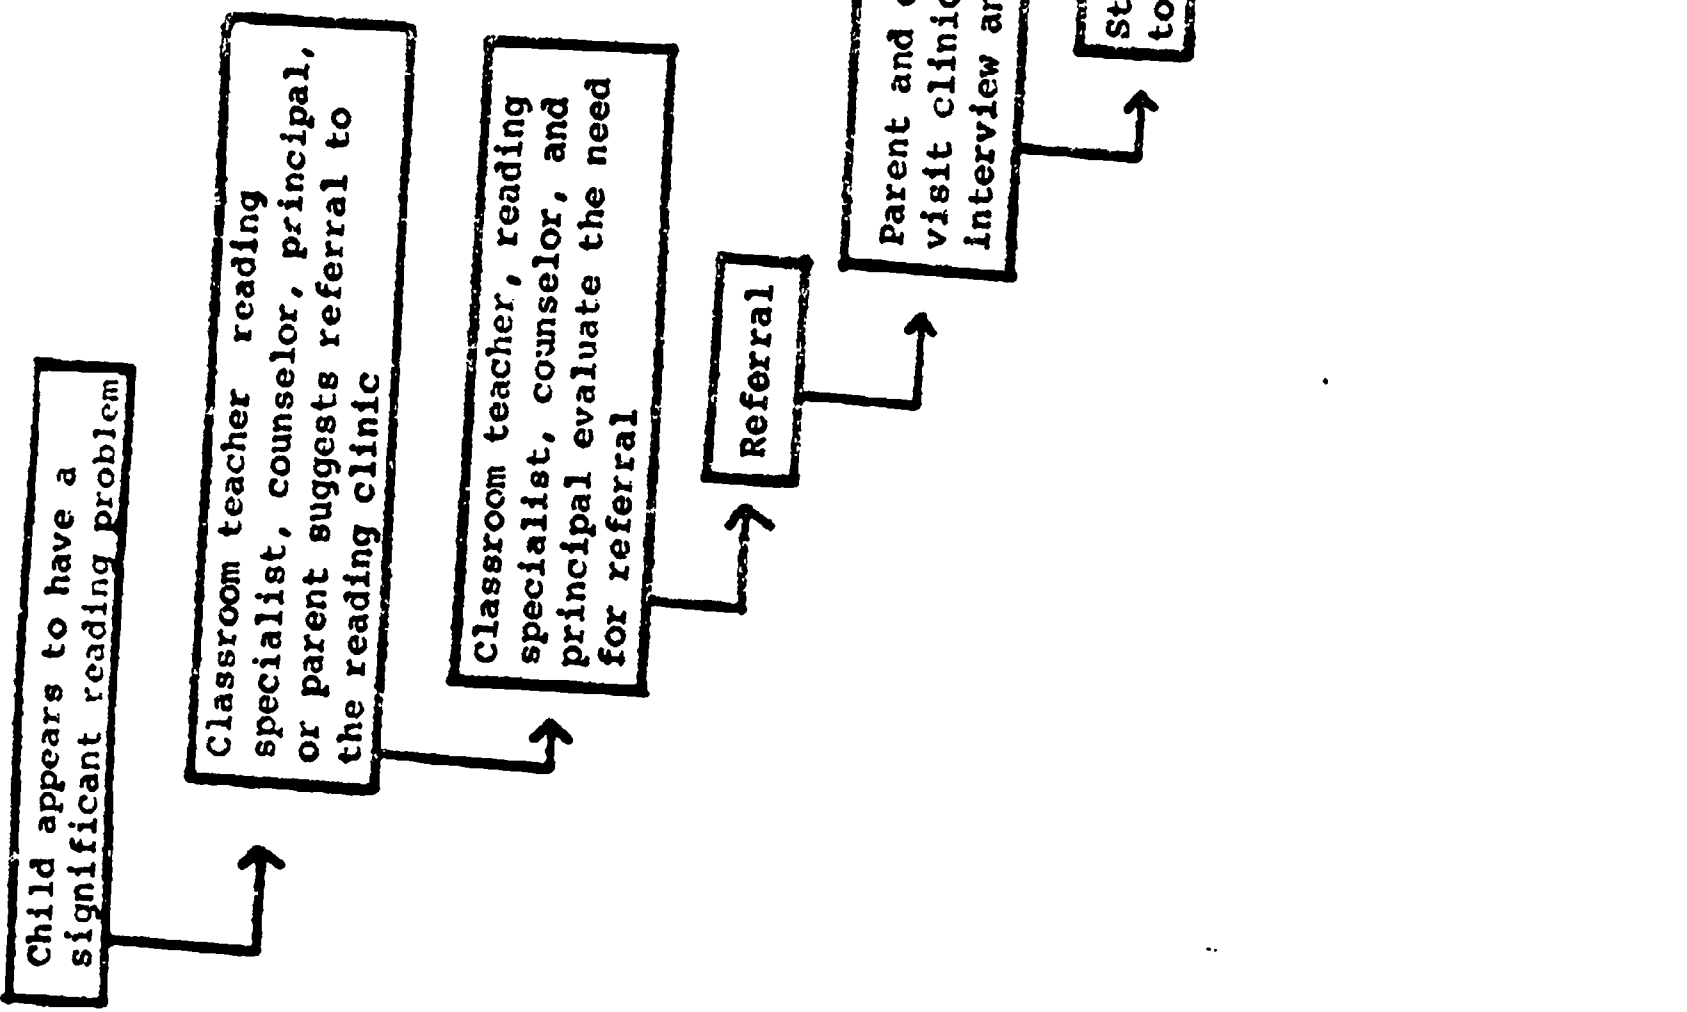 Child appears to have a
significant reading problem
Classroom teacher reading
specialist, counselor, principal,
or parent suggests referral to
the reading clinic
Classroom teacher, reading
specialist, counselor, and
principal evaluate the need
for referral
Referral
Parent and
visit clinic
interview
to